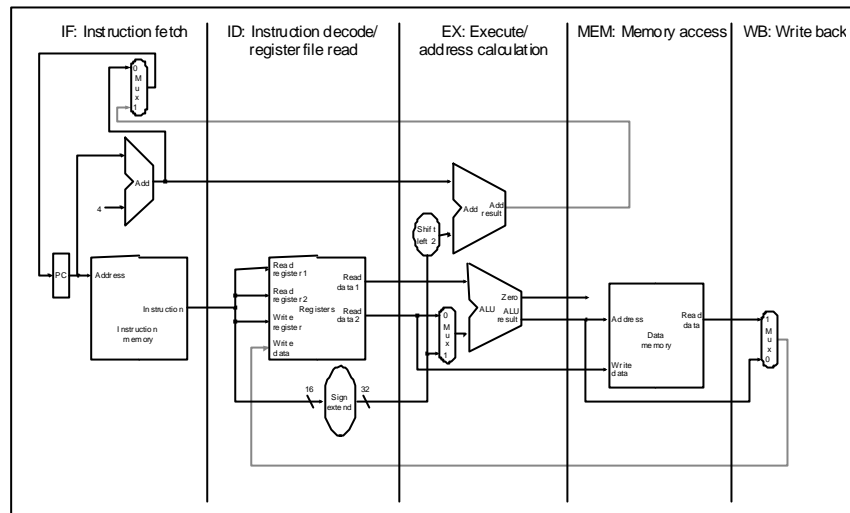 IF: Instruction fetch
ID: Instruction decode/
register file read
EX: Execute/
address calculation
MEM: Memory access
WB: Write back
0
M
u
x
1
Add
4
PC
Address
Instruction
Instruction
memory
Read
register 1
Read
register 2
Write
register
Write
data
Registers
Read
data 1
Read
data 2
16
Sign
extend
32
Shift
left 2
Add
Add
result
0
M
u
x
1
ALU
Zero
ALU
result
Address
Write
data
Data
memory
Read
data
1
M
u
x
0